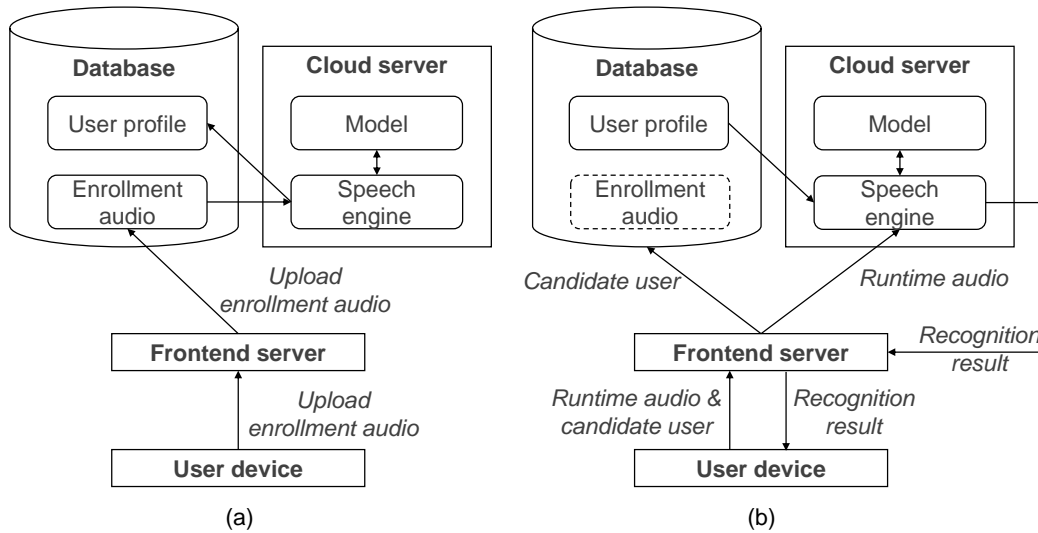 Database
Cloud server
User profile
Model
Enrollment
audio
Speech
engine
Upload
enrollment audio
Frontend server
Upload
enrollment audio
User device
(a)
Database
Cloud server
User profile
Model
Enrollment
audio
Speech
engine
Candidate user
Runtime audio
Frontend server
Recognition
result
Runtime audio &
candidate user
Recognition
result
User device
(b)